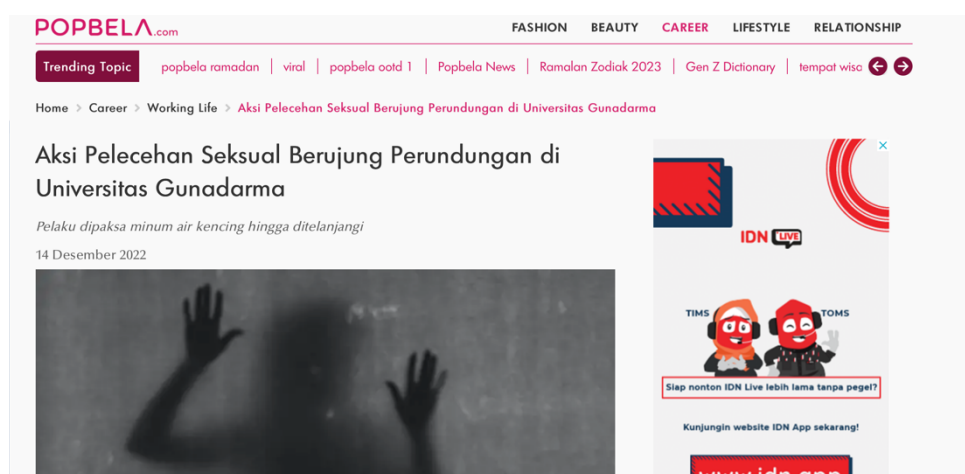 POPBELA.com
FASHION BEAUTY CAREER LIFESTYLE RELATIONSHIP
Trending Topic popbela ramadan | viral | popbela ootd 1 | Popbela News | Ramalan Zodiak 2023 | Gen Z Dictionary | tempat wisa
Home > Career > Working Life > Aksi Pelecehan Seksual Berujung Perundungan di Universitas Gunadarma
Aksi Pelecehan Seksual Berujung Perundungan di
Universitas Gunadarma
Pelaku dipaksa minum air kencing hingga ditelanjangi
14 Desember 2022
IDN LIVE
TIMS
TOMS
Siap nonton IDN Live lebih lama tanpa pegel?
Kunjungin website IDN App sekarang!
www.idn.app